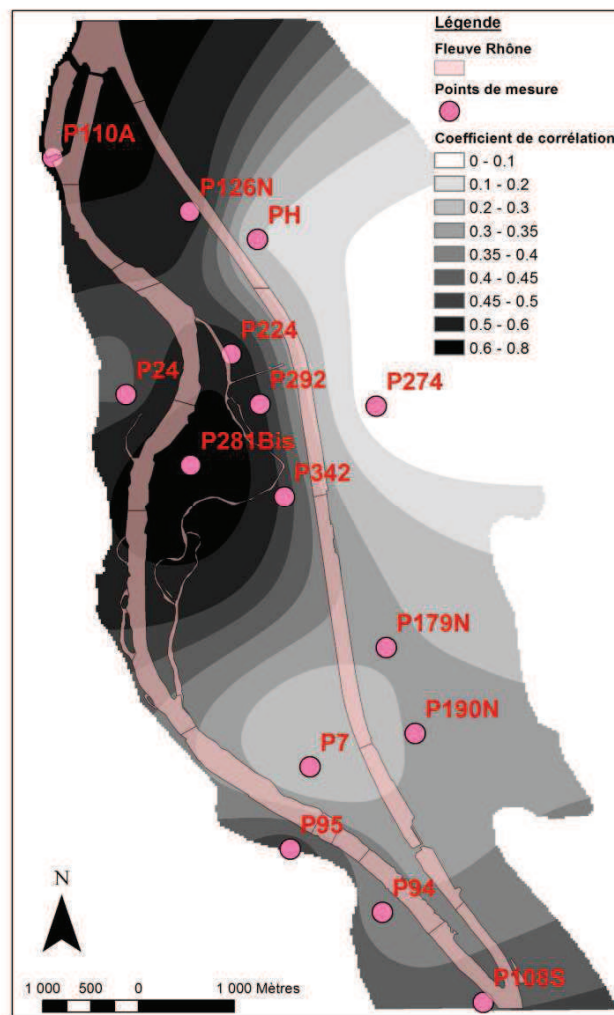 Légende
Fleuve Rhône
Points de mesure
Coefficient de corrélation
0 - 0.1
0.1 - 0.2
0.2 - 0.3
0.3 - 0.35
0.35 - 0.4
0.4 - 0.45
0.45 - 0.5
0.5 - 0.6
0.6 - 0.8
P110A
P126N
PH
P224
P24
P292
P274
P281Bis
P342
P179N
P190N
P7
P95
P94
P108S
N
1 000 500 0 1 000 Mètres